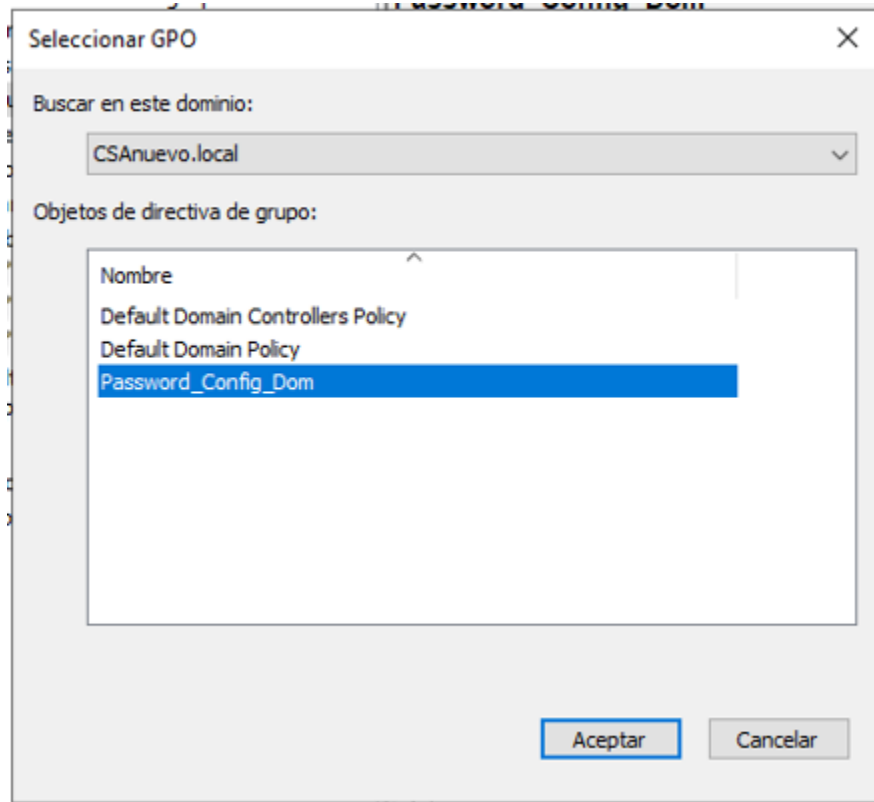 Password_Config_Dom
Seleccionar GPO
Buscar en este dominio:
CSAnuevo.local
Objetos de directiva de grupo:
Nombre
Default Domain Controllers Policy
Default Domain Policy
Password_Config_Dom
Aceptar
Cancelar